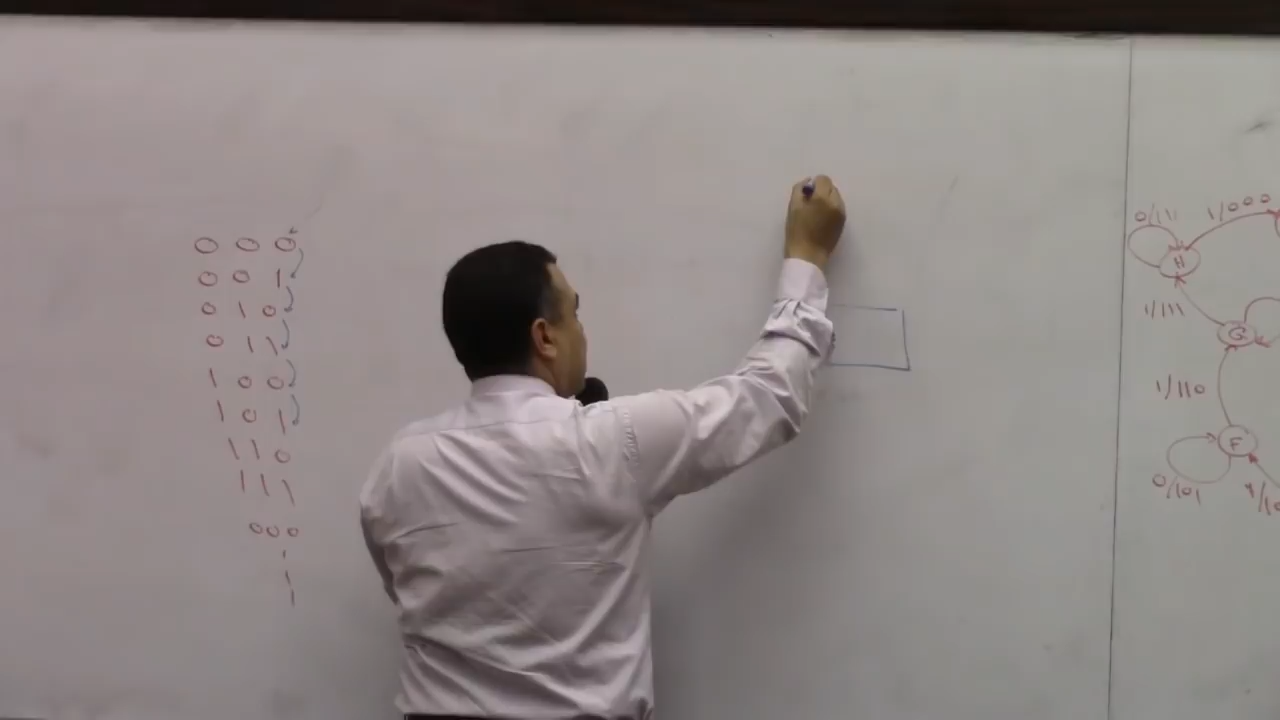 0 0 0
0 0 1
0 1 0
0 1 1
1 0 0
1 0 1
1 1 0
1 1 1
0 0 0
0/111
1/000
H
1/111
G
1/110
F
0/101